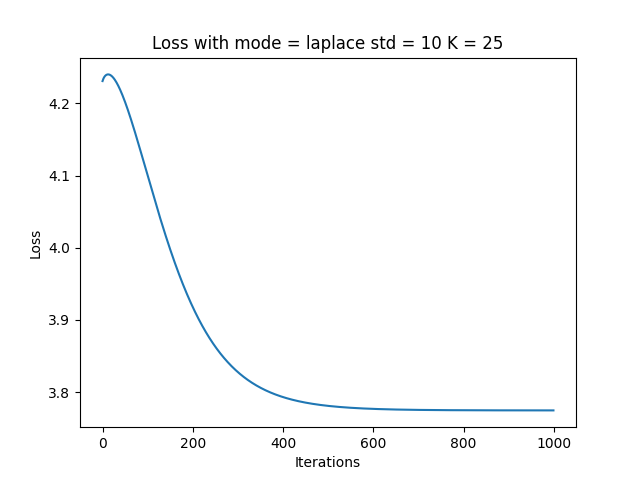 Loss with mode = laplace std = 10 K = 25
4.2
4.1
4.0
3.9
3.8
Loss
0 200 400 600 800 1000
Iterations